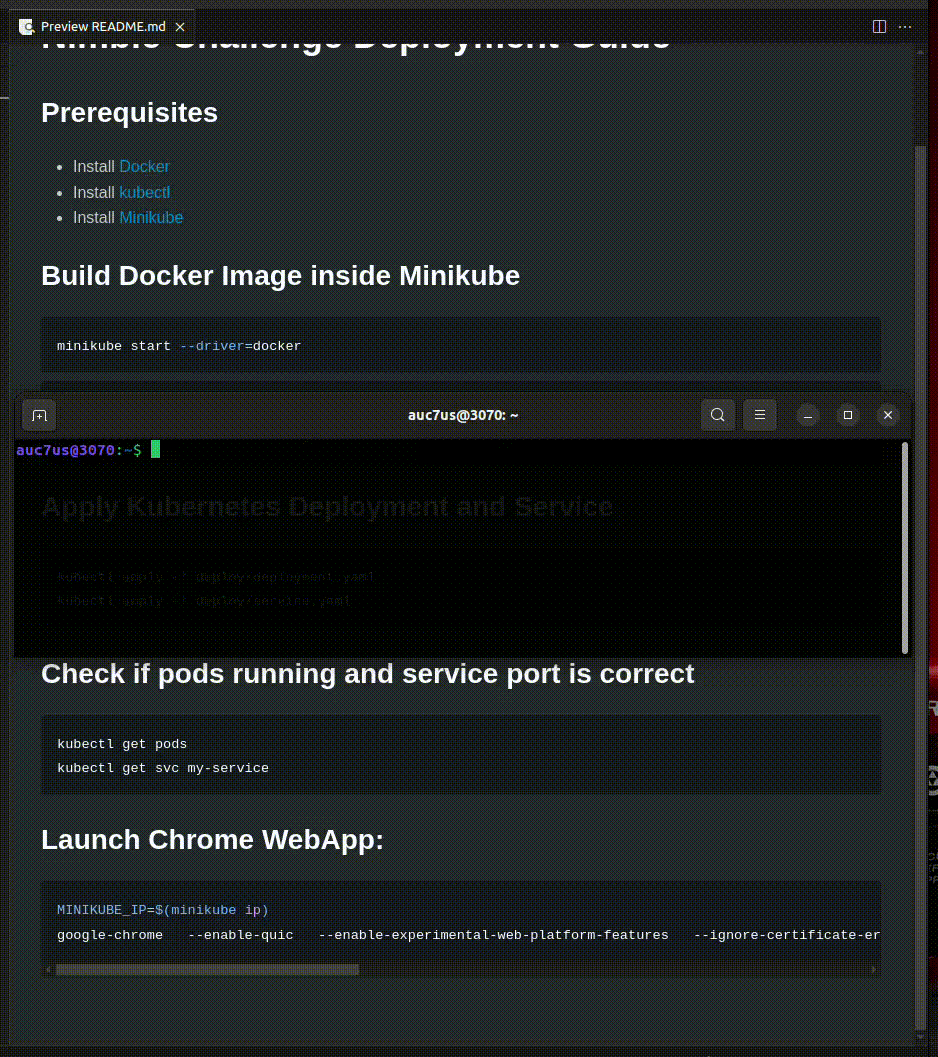 Preview README.md
Nimble Challenge Deployment Guide
Prerequisites
Install Docker
Install kubectl
Install Minikube
Build Docker Image inside Minikube
minikube start --driver=docker
auc7us@3070: ~
auc7us@3070:~$
Apply Kubernetes Deployment and Service
kubectl apply -f deploy/deployment.yaml
kubectl apply -f deploy/service.yaml
Check if pods running and service port is correct
kubectl get pods
kubectl get svc my-service
Launch Chrome WebApp:
MINIKUBE_IP=$(minikube ip)
google-chrome --enable-quic --enable-experimental-web-platform-features --ignore-certificate-er